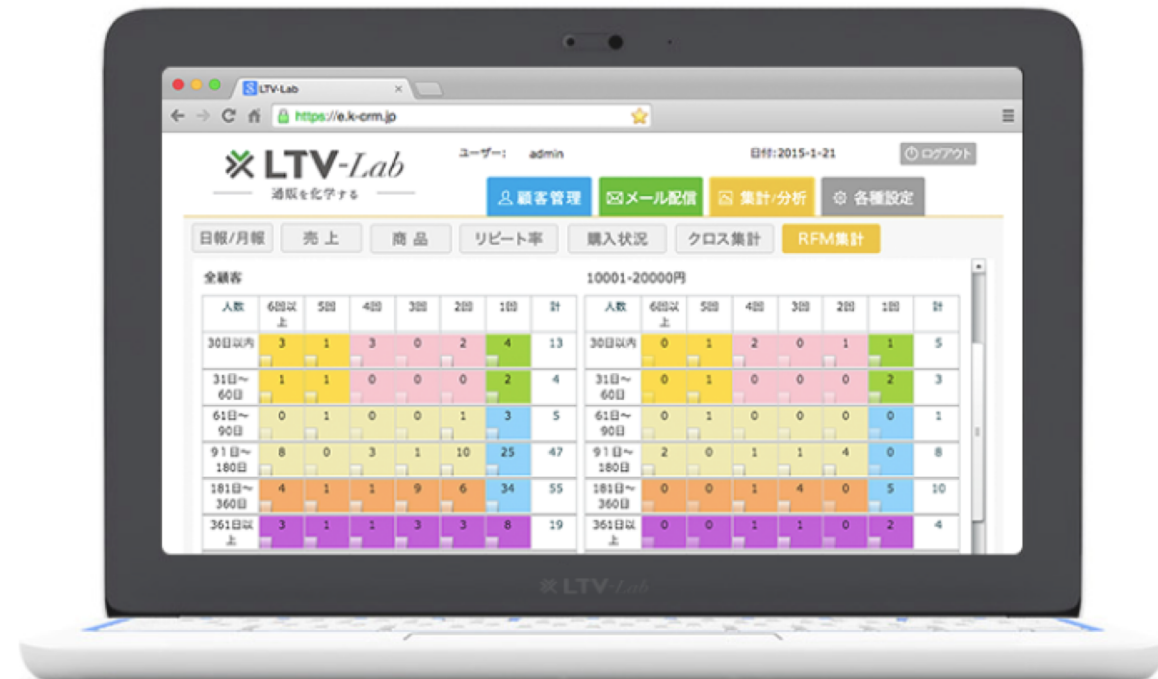 LTV-Lab
https://e.k-crm.jp
LTV-Lab
通販を化学する
ユーザー: admin
日付:2015-1-21
ログアウト
顧客管理 メール配信 集計/分析 各種設定
日報/月報 売上 商品 リピート率 購入状況 クロス集計 RFM集計
全顧客
人数 6回以上 5回 4回 3回 2回 1回 計
30日以内 3 1 3 0 2 4 13
31日～60日 1 1 0 0 0 2 4
61日～90日 0 1 0 0 1 3 5
91日～180日 8 0 3 1 10 25 47
181日～360日 4 1 1 9 6 34 55
361日以上 3 1 1 3 3 8 19
10001-20000円
人数 6回以上 5回 4回 3回 2回 1回 計
30日以内 0 1 2 0 1 1 5
31日～60日 0 1 0 0 0 2 3
61日～90日 0 1 0 0 0 0 1
91日～180日 2 0 1 1 4 0 8
181日～360日 0 0 1 4 0 5 10
361日以上 0 0 1 1 0 2 4
LTV-Lab